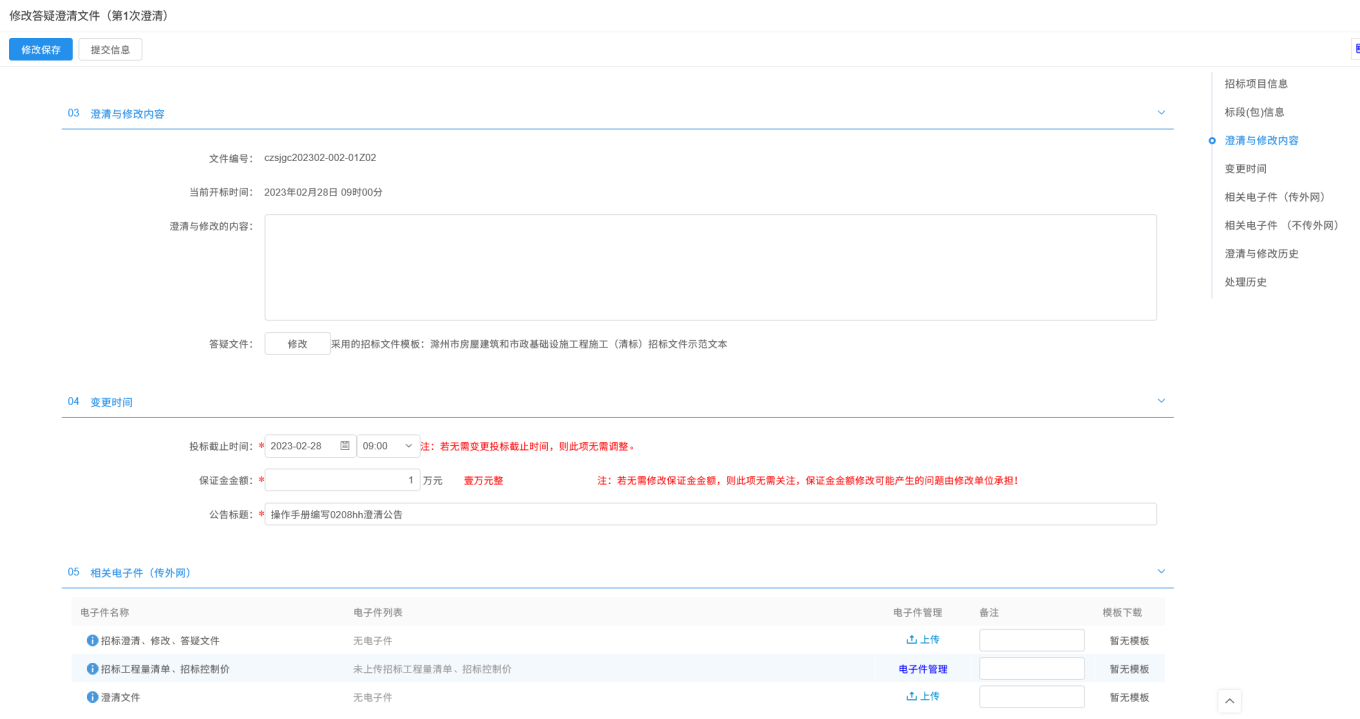 修改答疑澄清文件（第1次澄清）
修改保存 提交信息
招标项目信息
标段(包)信息
澄清与修改内容
变更时间
相关电子件（传外网）
相关电子件 （不传外网）
澄清与修改历史
处理历史
03 澄清与修改内容
文件编号： czsjgc202302-002-01Z02
当前开标时间： 2023年02月28日 09时00分
澄清与修改的内容：
答疑文件： 修改 采用的招标文件模板：滁州市房屋建筑和市政基础设施工程施工（清标）招标文件示范文本
04 变更时间
投标截止时间：* 2023-02-28 09:00 注：若无需变更投标截止时间，则此项无需调整。
保证金金额：* 1 万元 壹万元整 注：若无需修改保证金金额，则此项无需关注，保证金金额修改可能产生的问题由修改单位承担！
公告标题：* 操作手册编写0208hh澄清公告
05 相关电子件（传外网）
电子件名称 电子件列表 电子件管理 备注 模板下载
招标澄清、修改、答疑文件 无电子件 上传 暂无模板
招标工程量清单、招标控制价 未上传招标工程量清单、招标控制价 电子件管理 暂无模板
澄清文件 无电子件 上传 暂无模板